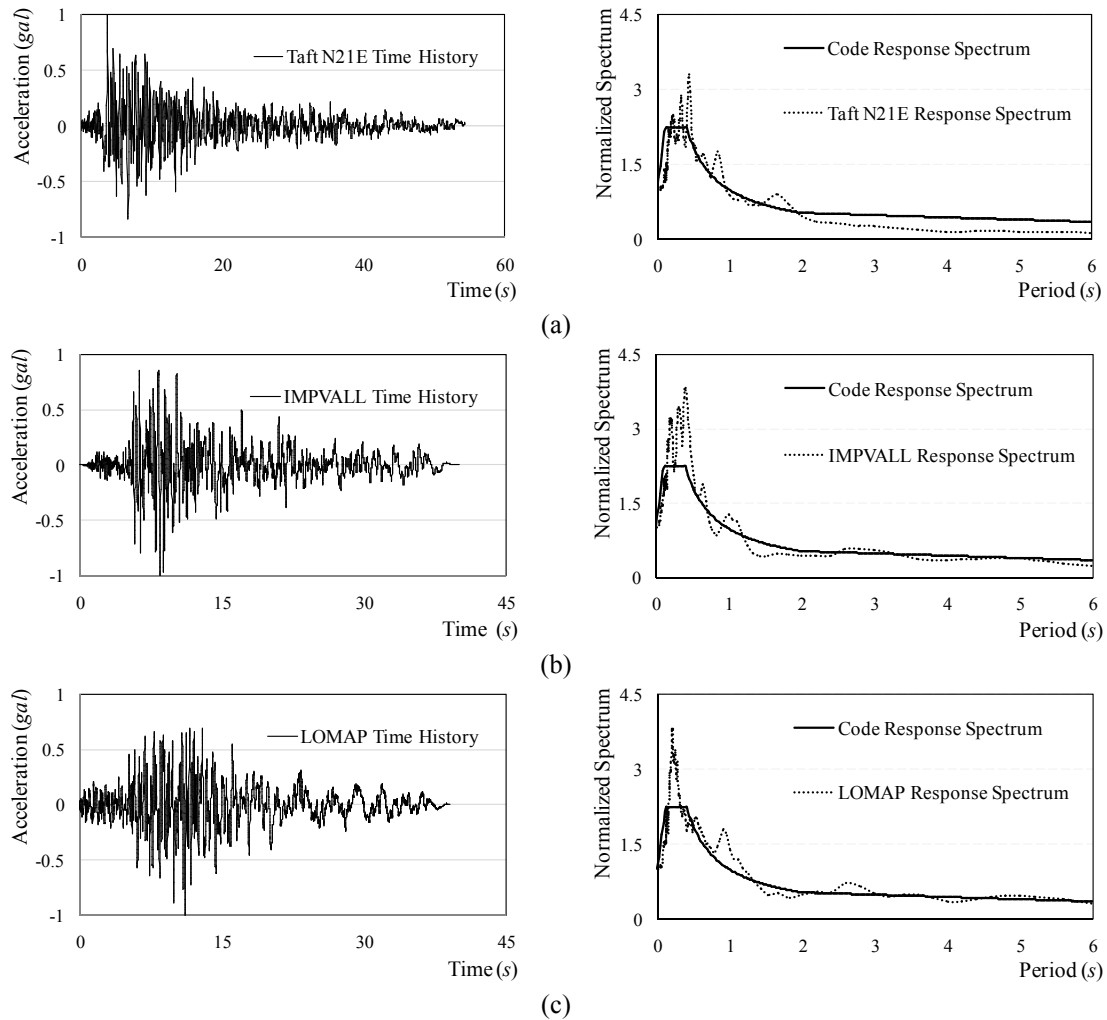 Acceleration (gal)
1
0.5
0
-0.5
-1
Taft N21E Time History
0
20
40
60
Time (s)
Normalized Spectrum
4.5
3
1.5
0
Code Response Spectrum
Taft N21E Response Spectrum
0
1
2
3
4
5
6
Period (s)
(a)
Acceleration (gal)
1
0.5
0
-0.5
-1
IMPVALL Time History
0
15
30
45
Time (s)
Normalized Spectrum
4.5
3
1.5
0
Code Response Spectrum
IMPVALL Response Spectrum
0
1
2
3
4
5
6
Period (s)
(b)
Acceleration (gal)
1
0.5
0
-0.5
-1
LOMAP Time History
0
15
30
45
Time (s)
Normalized Spectrum
4.5
3
1.5
0
Code Response Spectrum
LOMAP Response Spectrum
0
1
2
3
4
5
6
Period (s)
(c)